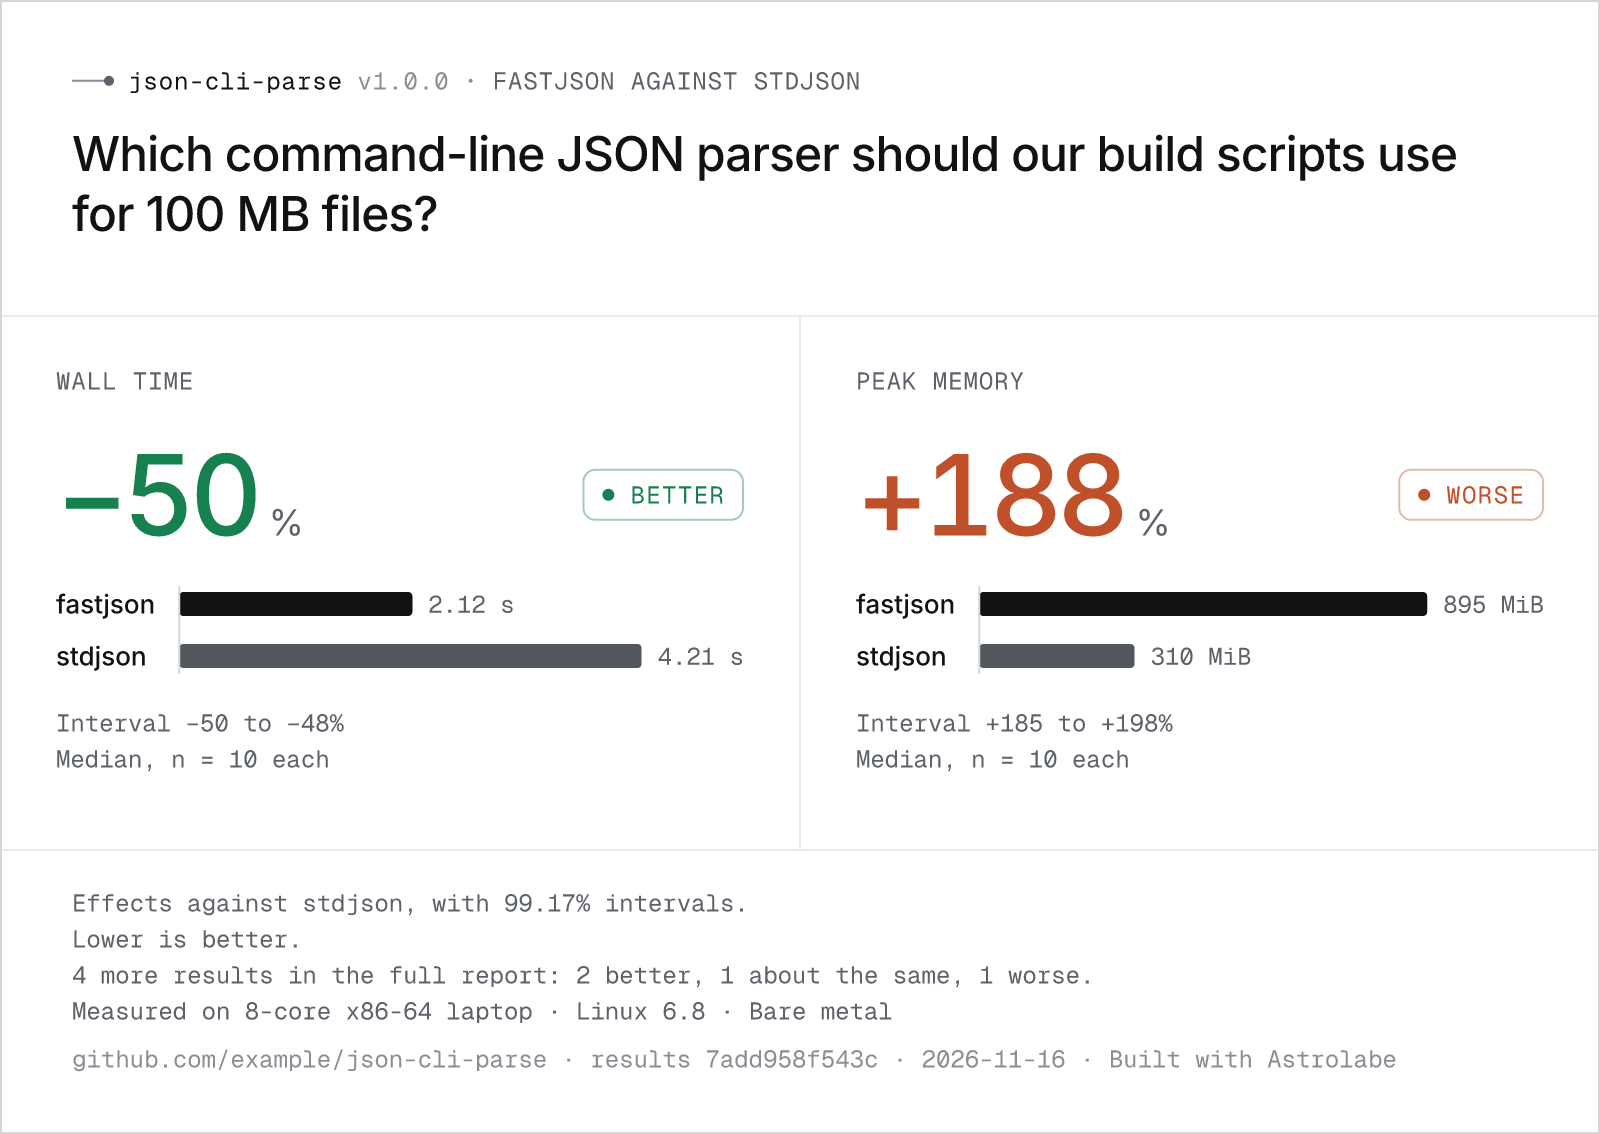 json-cli-parse v1.0.0 · FASTJSON AGAINST STDJSON
Which command-line JSON parser should our build scripts use
for 100 MB files?
WALL TIME
−50 %
BETTER
fastjson 2.12 s
stdjson 4.21 s
Interval −50 to −48%
Median, n = 10 each
PEAK MEMORY
+188 %
WORSE
fastjson 895 MiB
stdjson 310 MiB
Interval +185 to +198%
Median, n = 10 each
Effects against stdjson, with 99.17% intervals.
Lower is better.
4 more results in the full report: 2 better, 1 about the same, 1 worse.
Measured on 8-core x86-64 laptop · Linux 6.8 · Bare metal
github.com/example/json-cli-parse · results 7add958f543c · 2026-11-16 · Built with Astrolabe